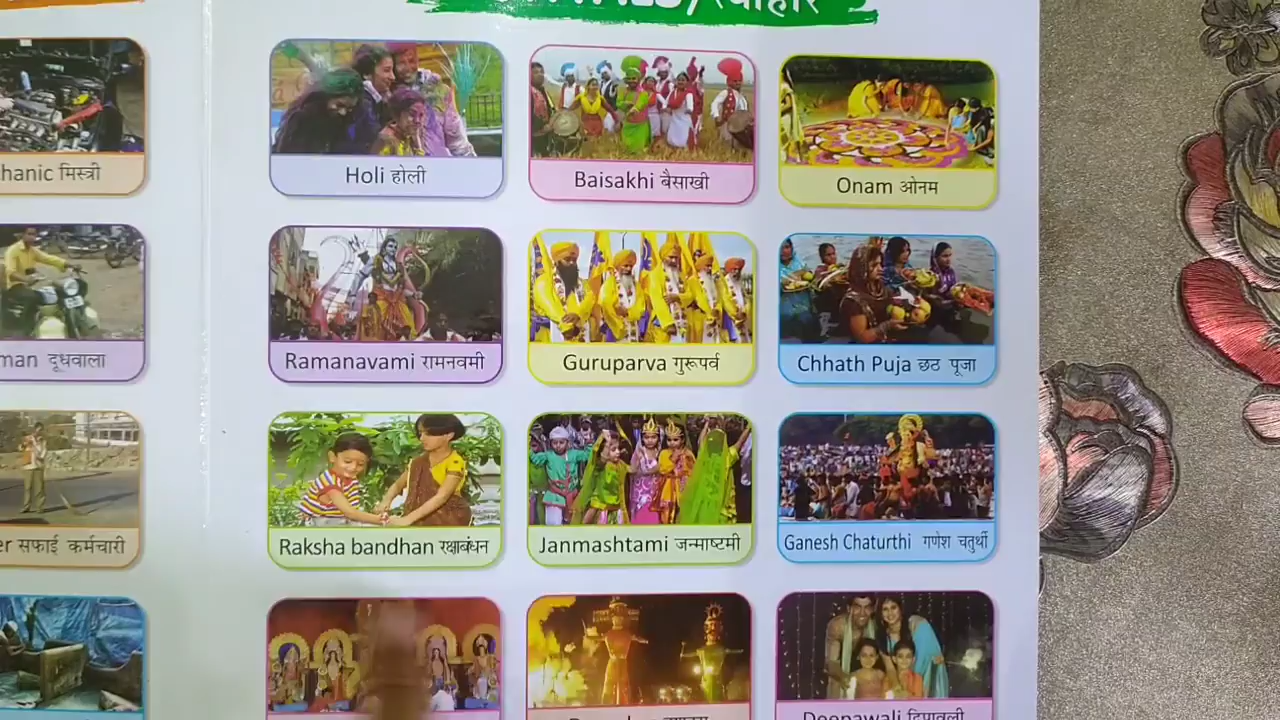 /त्योहार
hanic मिस्त्री
Holi होली
Baisakhi बैसाखी
Onam ओनम
man दूधवाला
Ramanavami रामनवमी
Guruparva गुरूपर्व
Chhath Puja छठ पूजा
er सफाई कर्मचारी
Raksha bandhan रक्षाबंधन
Janmashtami जन्माष्टमी
Ganesh Chaturthi गणेश चतुर्थी
Deepawali दिपावली